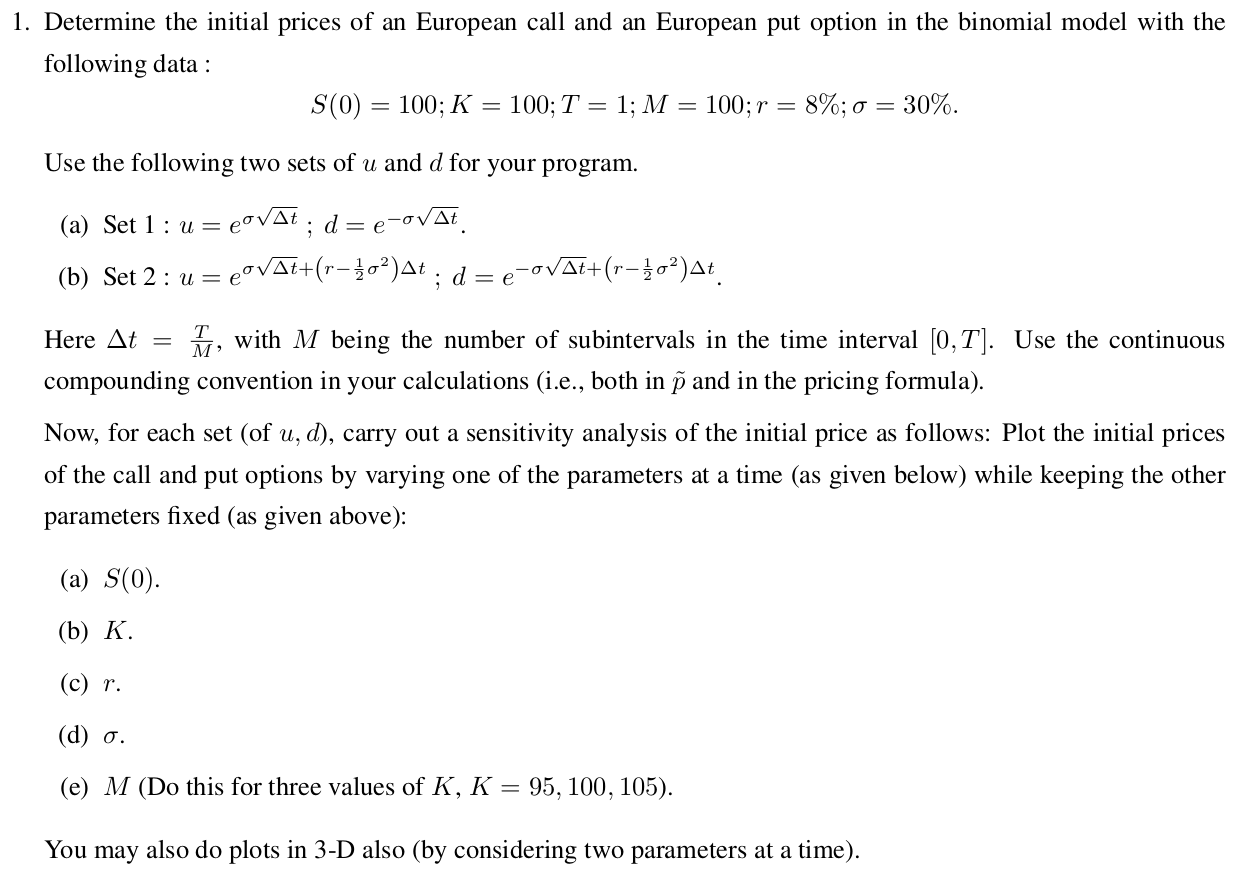 1. Determine the initial prices of an European call and an European put option in the binomial model with the
following data :
S(0) = 100; K = 100; T = 1; M = 100; r = 8%; σ = 30%.
Use the following two sets of u and d for your program.
(a) Set 1 : u = e^{σ√Δt} ; d = e^{−σ√Δt}.
(b) Set 2 : u = e^{σ√Δt+(r−½σ²)Δt} ; d = e^{−σ√Δt+(r−½σ²)Δt}.
Here Δt = T/M, with M being the number of subintervals in the time interval [0, T]. Use the continuous
compounding convention in your calculations (i.e., both in p̃ and in the pricing formula).
Now, for each set (of u, d), carry out a sensitivity analysis of the initial price as follows: Plot the initial prices
of the call and put options by varying one of the parameters at a time (as given below) while keeping the other
parameters fixed (as given above):
(a) S(0).
(b) K.
(c) r.
(d) σ.
(e) M (Do this for three values of K, K = 95, 100, 105).
You may also do plots in 3-D also (by considering two parameters at a time).